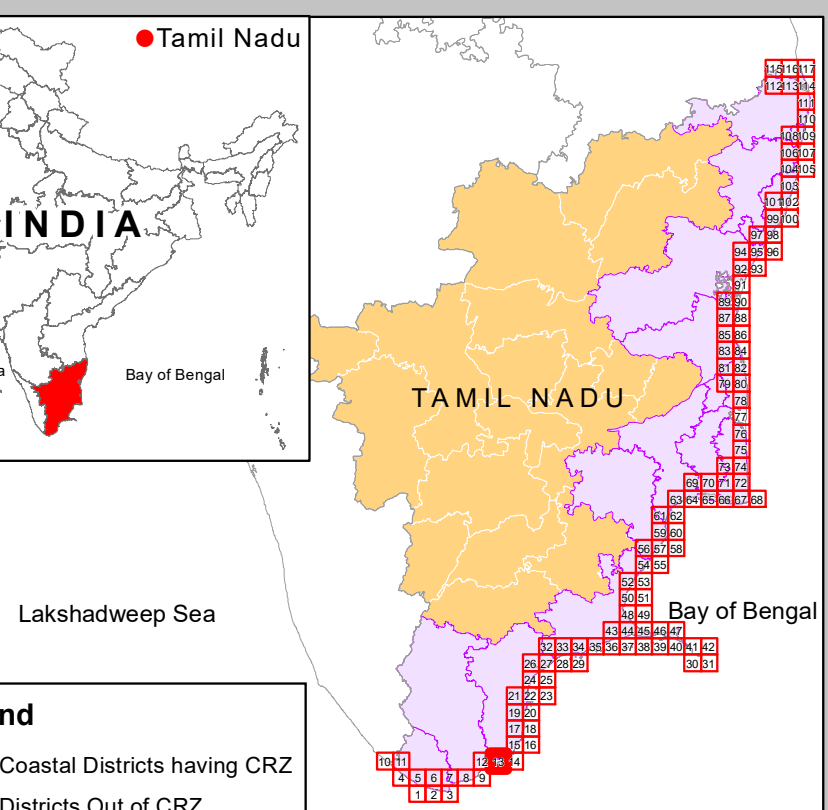 Tamil Nadu
INDIA
a
Bay of Bengal
115 116 117
112 113 114
111
110
108 109
106 107
104 105
103
101 102
99 100
97 98
94 95 96
92 93
91
89 90
87 88
85 86
83 84
81 82
79 80
TAMIL NADU
78
77
76
75
73 74
69 70 71 72
63 64 65 66 67 68
61 62
59 60
56 57 58
54 55
52 53
50 51
48 49
Lakshadweep Sea
Bay of Bengal
43 44 45 46 47
32 33 34 35 36 37 38 39 40 41 42
26 27 28 29 30 31
24 25
21 22 23
19 20
17 18
15 16
10 11 12 13 14
4 5 6 7 8 9
1 2 3
nd
Coastal Districts having CRZ
Districts Out of CRZ